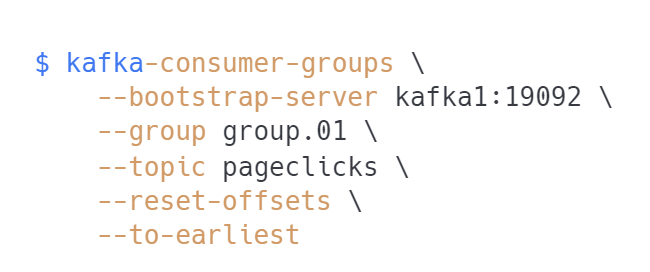 $ kafka-consumer-groups \
    --bootstrap-server kafka1:19092 \
    --group group.01 \
    --topic pageclicks \
    --reset-offsets \
    --to-earliest